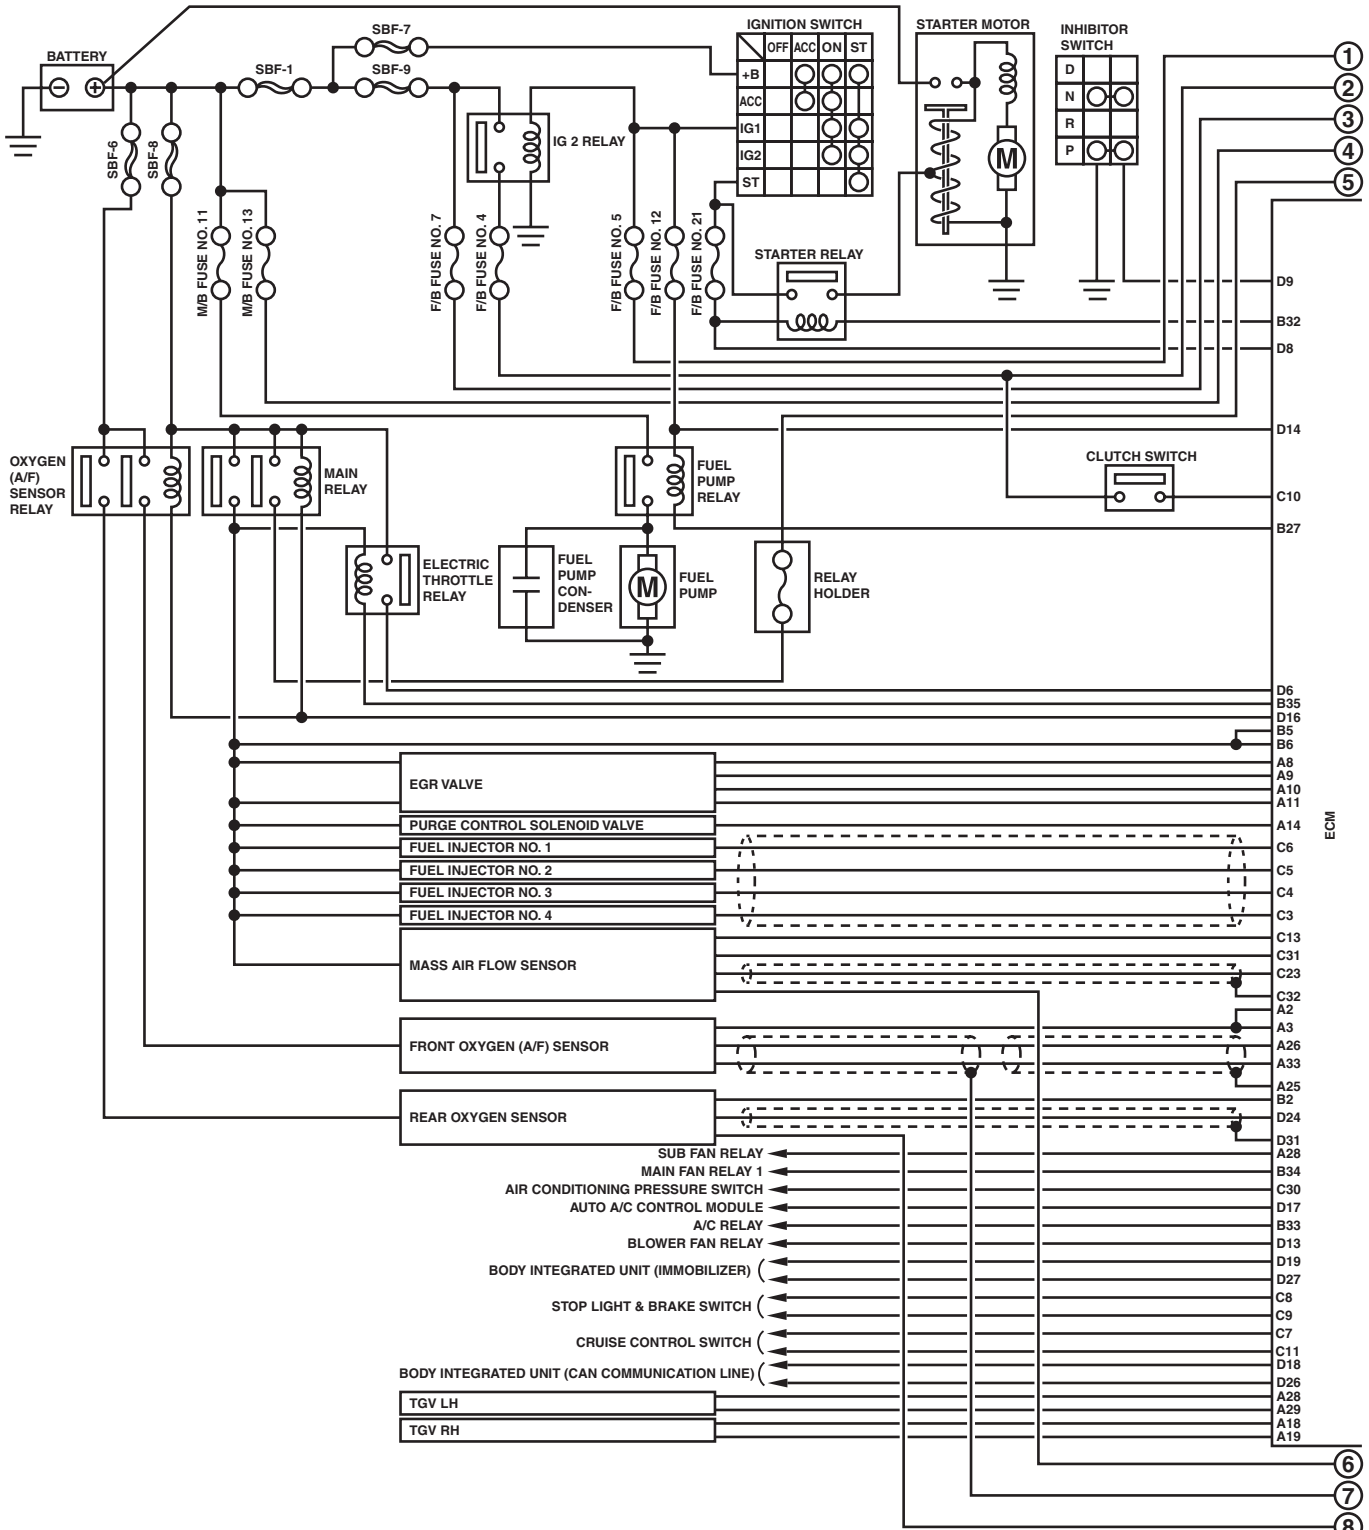 BATTERY
SBF-7
SBF-1
SBF-9
SBF-6
SBF-8
IGNITION SWITCH
OFF ACC ON ST
+B
ACC
IG1
IG2
ST
STARTER MOTOR
M
INHIBITOR
SWITCH
D
N
R
P
1
2
3
4
5
IG 2 RELAY
M/B FUSE NO. 11
M/B FUSE NO. 13
F/B FUSE NO. 7
F/B FUSE NO. 4
F/B FUSE NO. 5
F/B FUSE NO. 12
F/B FUSE NO. 21
STARTER RELAY
D9
B32
D8
D14
C10
B27
OXYGEN
(A/F)
SENSOR
RELAY
MAIN
RELAY
FUEL
PUMP
RELAY
CLUTCH SWITCH
ELECTRIC
THROTTLE
RELAY
FUEL
PUMP
CON-
DENSER
M
FUEL
PUMP
RELAY
HOLDER
D6
B35
D16
B5
B6
EGR VALVE
A8
A9
A10
A11
ECM
PURGE CONTROL SOLENOID VALVE
A14
FUEL INJECTOR NO. 1
C6
FUEL INJECTOR NO. 2
C5
FUEL INJECTOR NO. 3
C4
FUEL INJECTOR NO. 4
C3
MASS AIR FLOW SENSOR
C13
C31
C23
C32
FRONT OXYGEN (A/F) SENSOR
A2
A3
A26
A33
A25
REAR OXYGEN SENSOR
B2
D24
D31
SUB FAN RELAY
A28
MAIN FAN RELAY 1
B34
AIR CONDITIONING PRESSURE SWITCH
C30
AUTO A/C CONTROL MODULE
D17
A/C RELAY
B33
BLOWER FAN RELAY
D13
BODY INTEGRATED UNIT (IMMOBILIZER)
D19
D27
STOP LIGHT & BRAKE SWITCH
C8
C9
CRUISE CONTROL SWITCH
C7
C11
BODY INTEGRATED UNIT (CAN COMMUNICATION LINE)
D18
D26
TGV LH
A28
A29
TGV RH
A18
A19
6
7
8